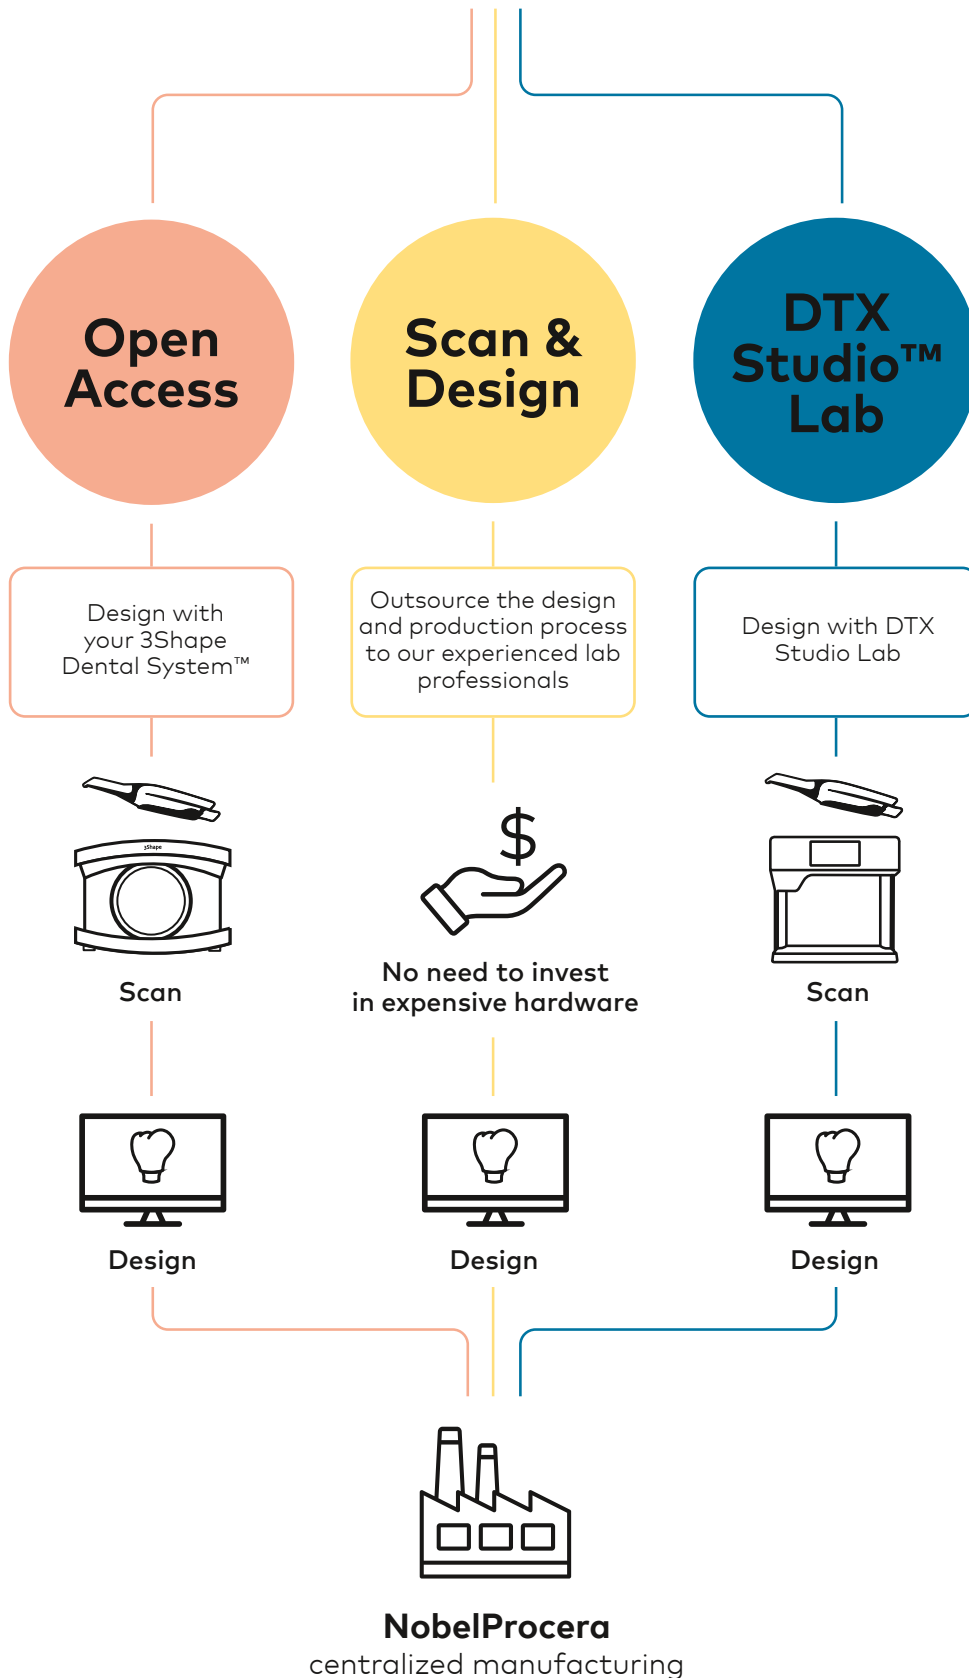 Open
Access
Scan &
Design
DTX
Studio™
Lab
Design with
your 3Shape
Dental System™
Outsource the design
and production process
to our experienced lab
professionals
Design with DTX
Studio Lab
3Shape
Scan
$
No need to invest
in expensive hardware
Scan
Design
Design
Design
NobelProcera
centralized manufacturing